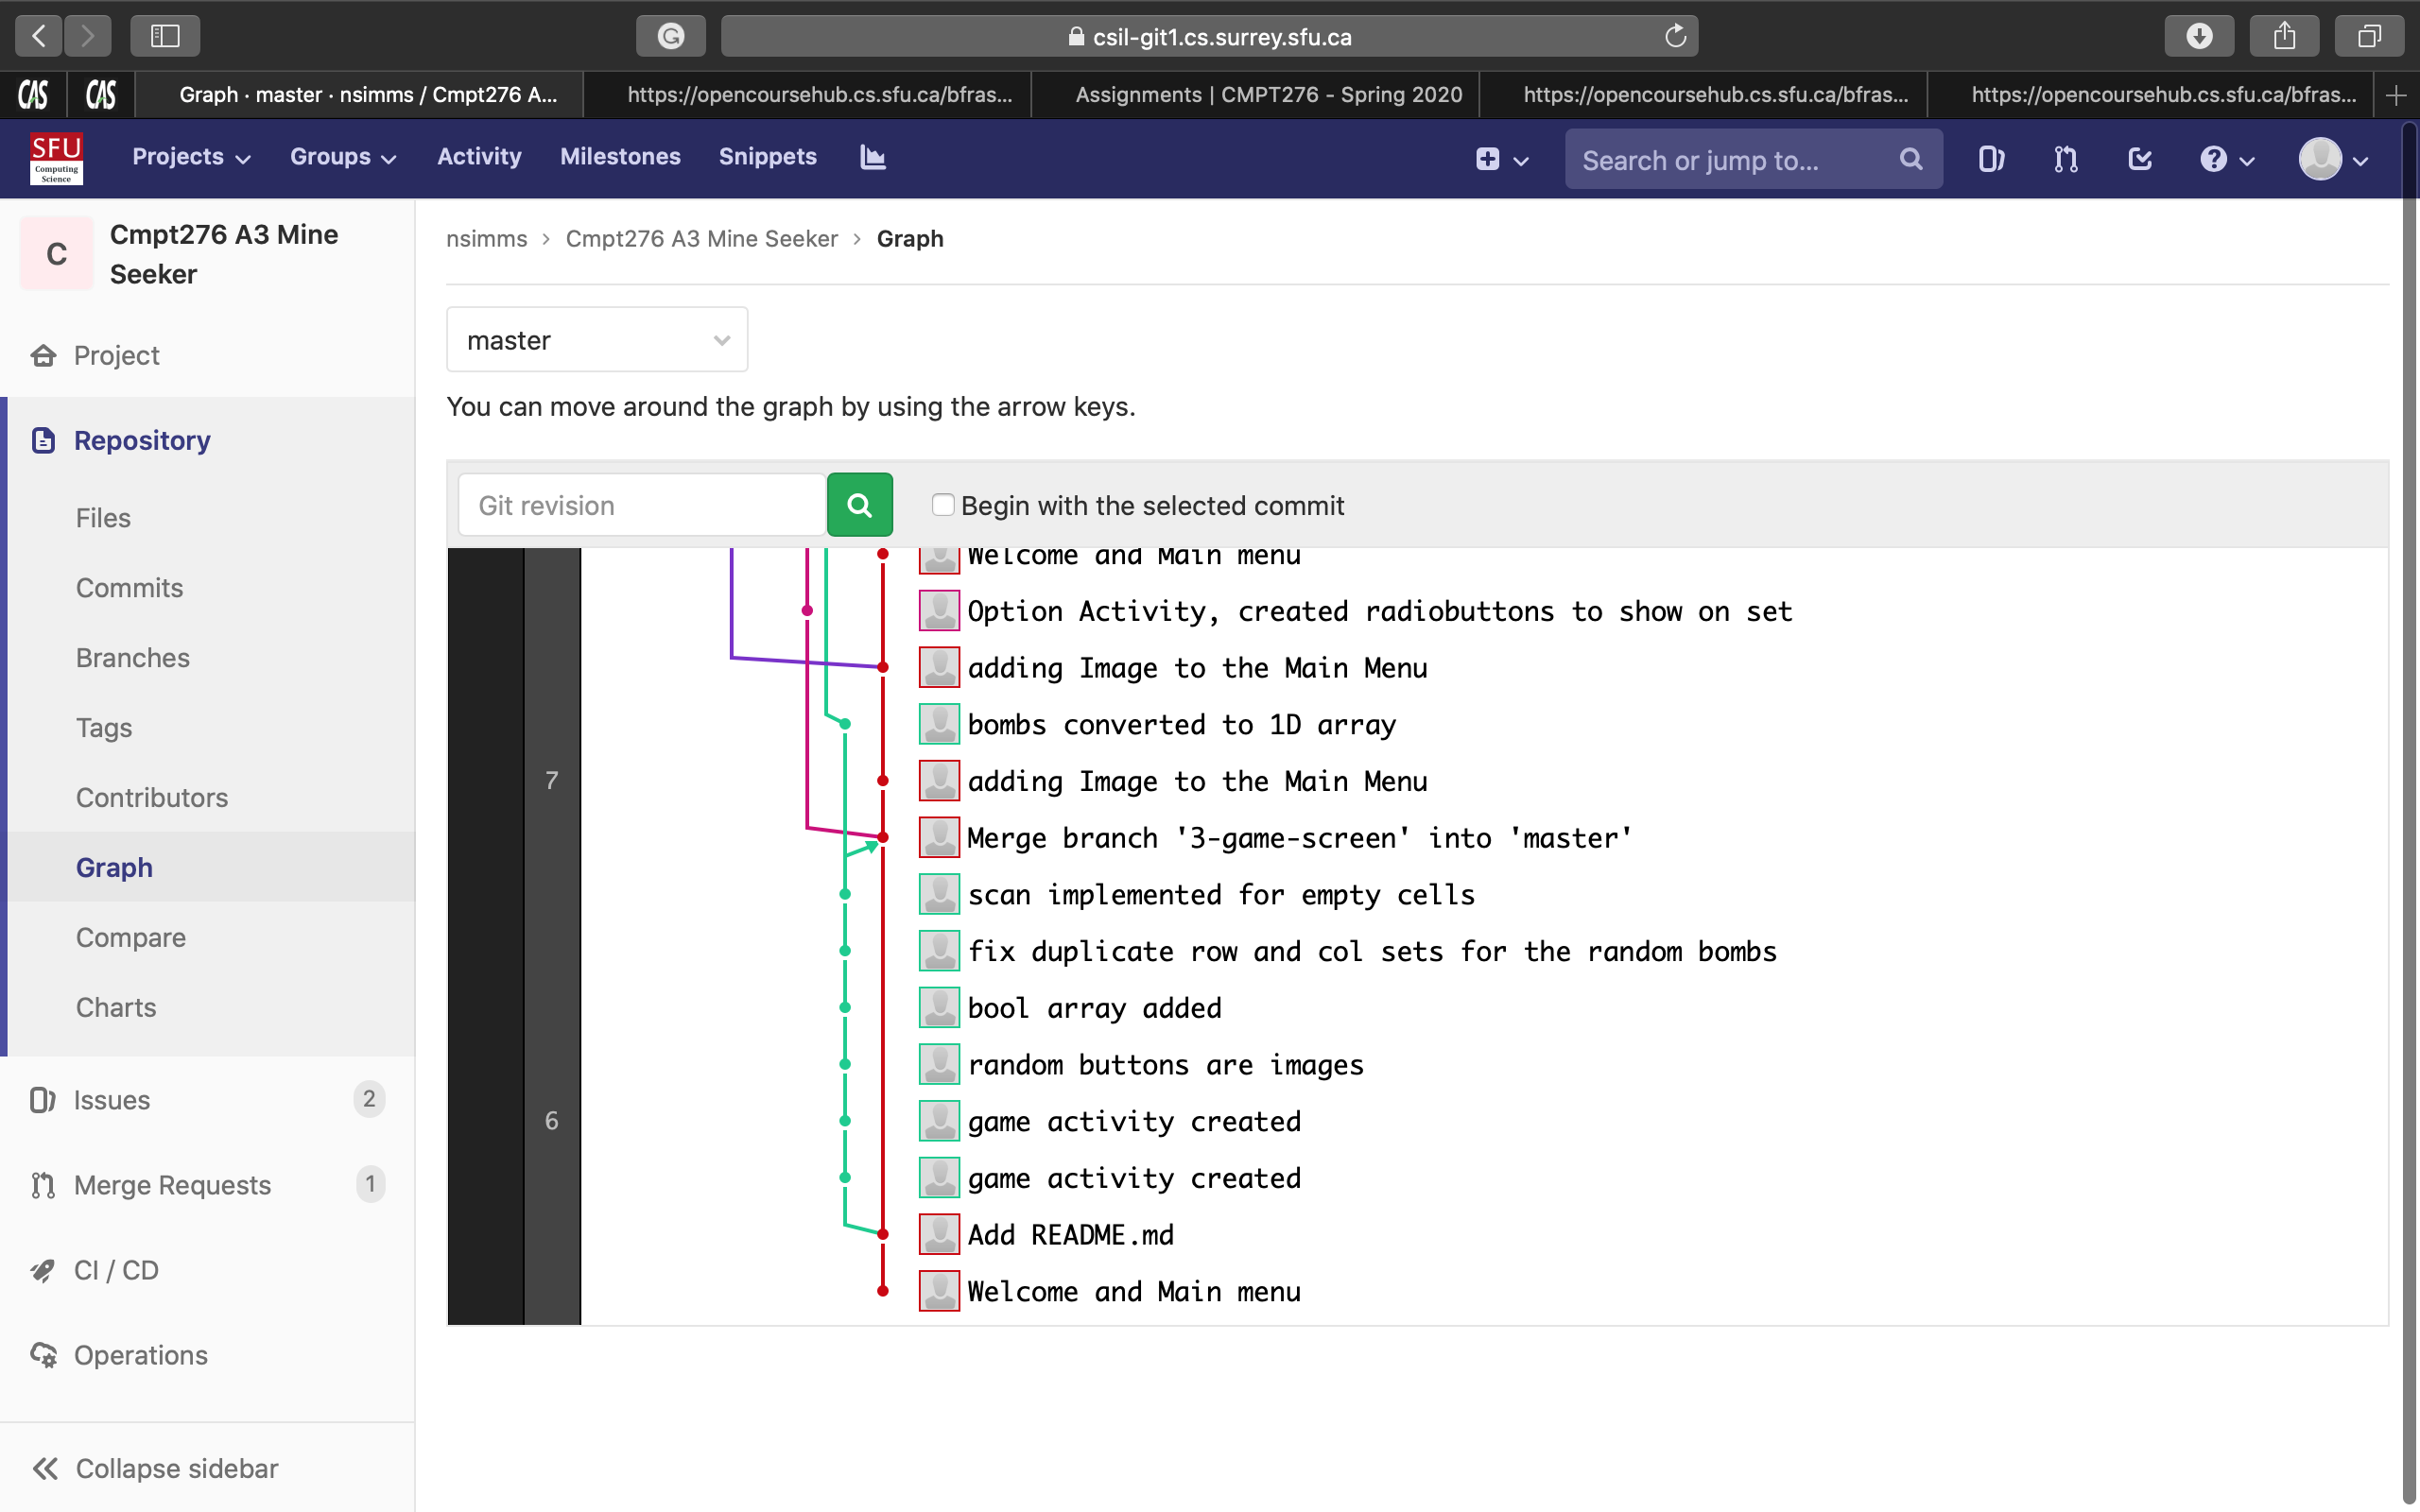 csil-git1.cs.surrey.sfu.ca
CAS
CAS
Graph · master · nsimms / Cmpt276 A...
https://opencoursehub.cs.sfu.ca/bfras...
Assignments | CMPT276 - Spring 2020
https://opencoursehub.cs.sfu.ca/bfras...
https://opencoursehub.cs.sfu.ca/bfras...
SFU
Computing
Science
Projects
Groups
Activity
Milestones
Snippets
Search or jump to...
C
Cmpt276 A3 Mine
Seeker
Project
Repository
Files
Commits
Branches
Tags
Contributors
Graph
Compare
Charts
Issues 2
Merge Requests 1
CI / CD
Operations
Collapse sidebar
nsimms > Cmpt276 A3 Mine Seeker > Graph
master
You can move around the graph by using the arrow keys.
Git revision
Begin with the selected commit
Welcome and Main menu
Option Activity, created radiobuttons to show on set
adding Image to the Main Menu
bombs converted to 1D array
7 adding Image to the Main Menu
Merge branch '3-game-screen' into 'master'
scan implemented for empty cells
fix duplicate row and col sets for the random bombs
bool array added
random buttons are images
6 game activity created
game activity created
Add README.md
Welcome and Main menu